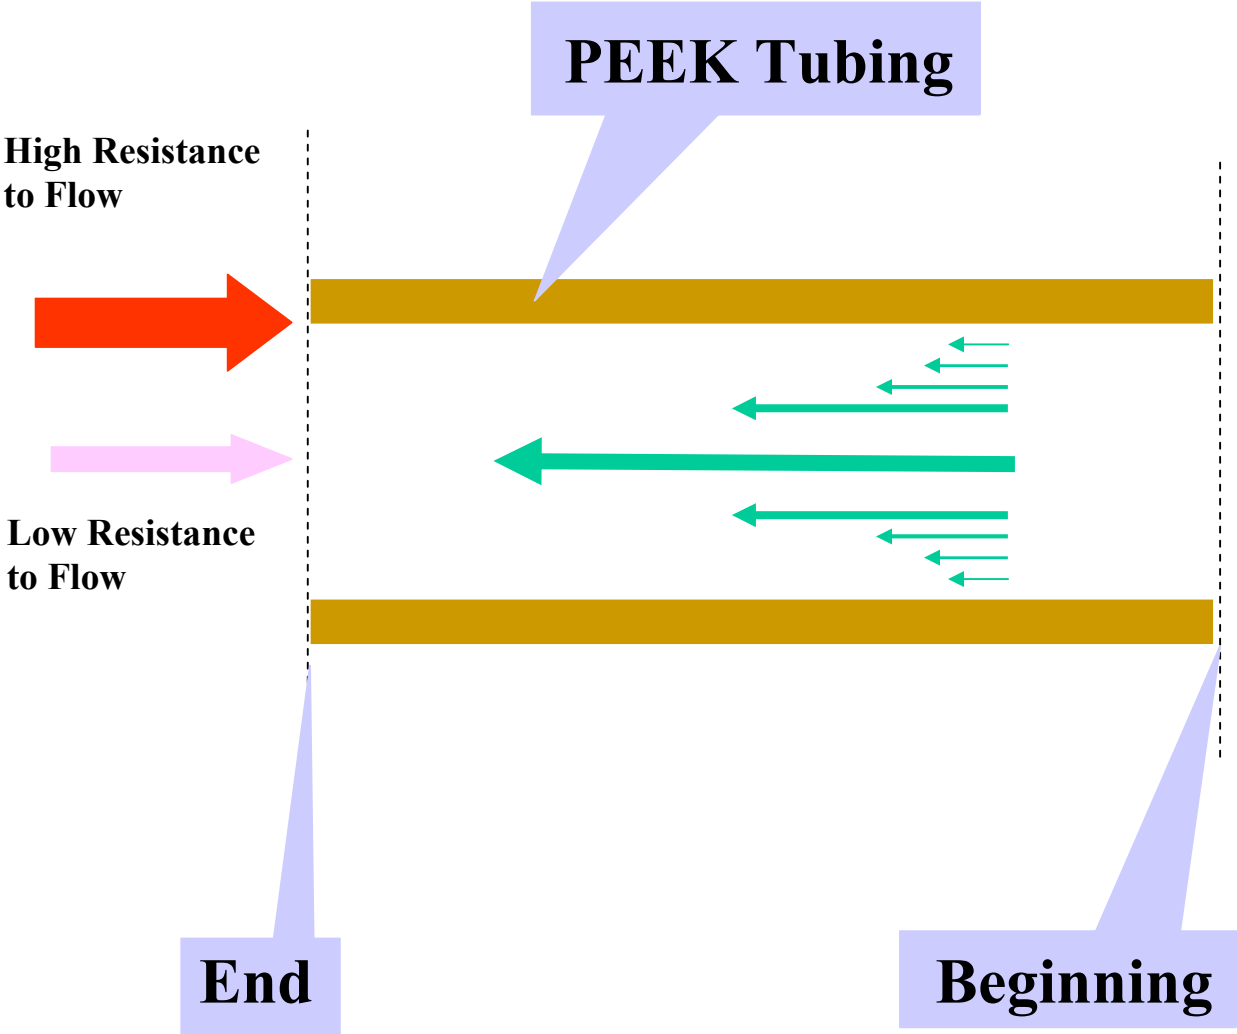 PEEK Tubing
High Resistance
to Flow
Low Resistance
to Flow
End
Beginning